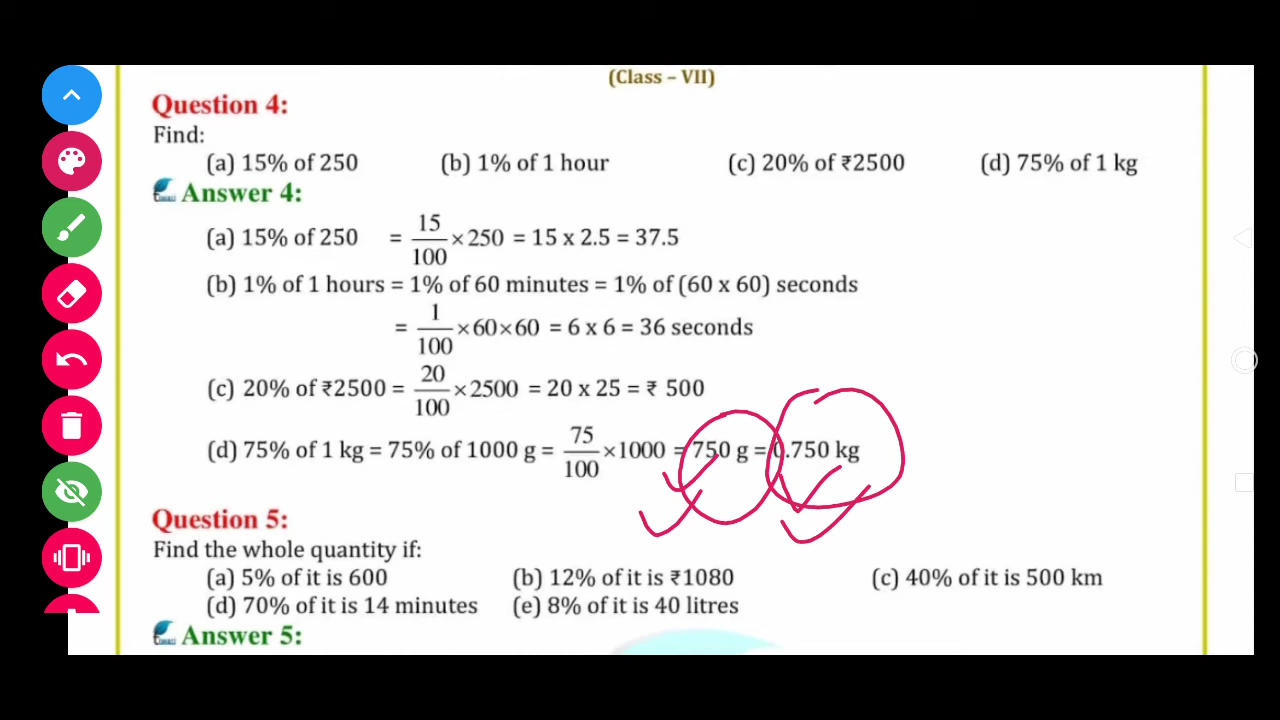 (Class – VII)
Question 4:
Find:
(a) 15% of 250 (b) 1% of 1 hour (c) 20% of ₹2500 (d) 75% of 1 kg
Answer 4:
(a) 15% of 250 = 15/100 × 250 = 15 x 2.5 = 37.5
(b) 1% of 1 hours = 1% of 60 minutes = 1% of (60 x 60) seconds
= 1/100 × 60 × 60 = 6 x 6 = 36 seconds
(c) 20% of ₹2500 = 20/100 × 2500 = 20 x 25 = ₹ 500
(d) 75% of 1 kg = 75% of 1000 g = 75/100 × 1000 = 750 g = 0.750 kg
Question 5:
Find the whole quantity if:
(a) 5% of it is 600 (b) 12% of it is ₹1080 (c) 40% of it is 500 km
(d) 70% of it is 14 minutes (e) 8% of it is 40 litres
Answer 5: